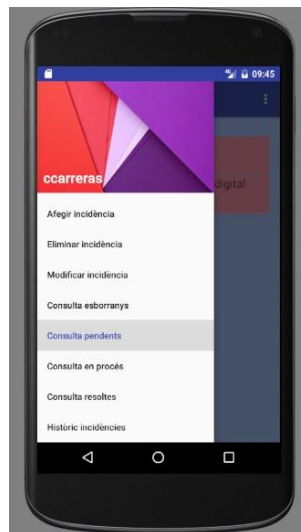 09:45
ccarreras
digital
Afegir incidència
Eliminar incidència
Modificar incidència
Consulta esborranys
Consulta pendents
Consulta en procés
Consulta resoltes
Històric incidències